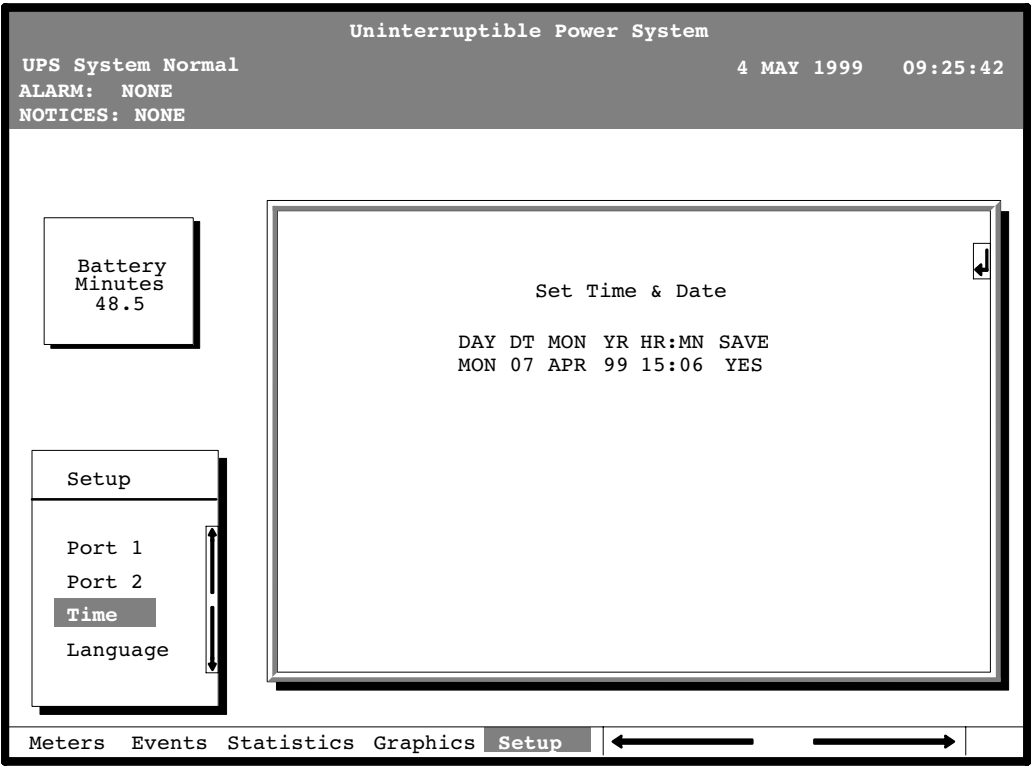 Uninterruptible Power System
UPS System Normal
4 MAY 1999 09:25:42
ALARM: NONE
NOTICES: NONE
Battery
Minutes
48.5
Set Time & Date
DAY DT MON YR HR:MN SAVE
MON 07 APR 99 15:06 YES
Setup
Port 1
Port 2
Time
Language
Meters Events Statistics Graphics Setup